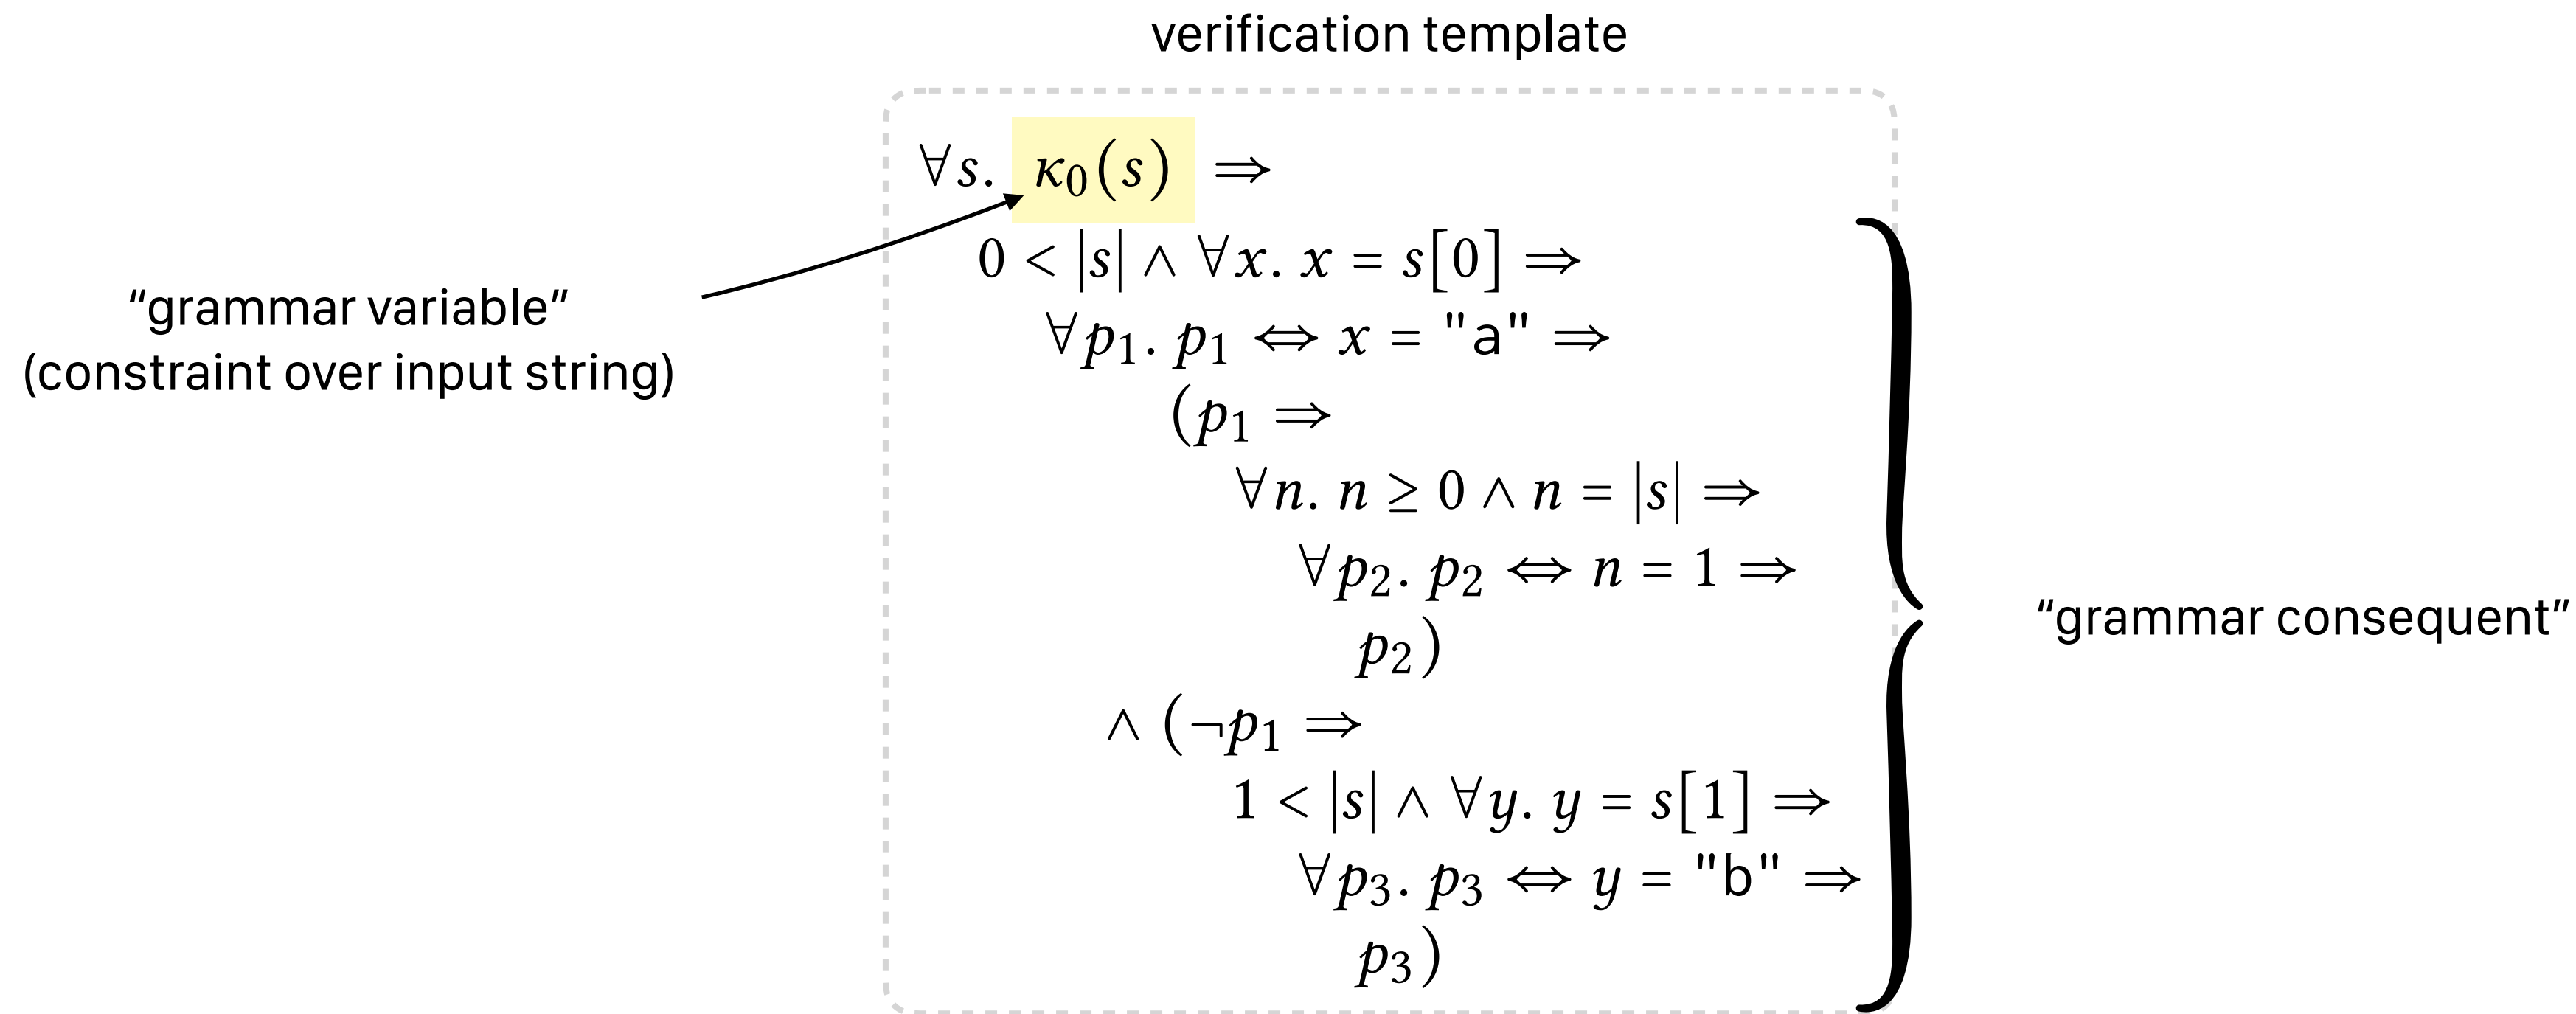 verification template
∀s. κ₀(s) ⇒
0 < |s| ∧ ∀x. x = s[0] ⇒
∀p₁. p₁ ⇔ x = "a" ⇒
(p₁ ⇒
∀n. n ≥ 0 ∧ n = |s| ⇒
∀p₂. p₂ ⇔ n = 1 ⇒
p₂)
∧ (¬p₁ ⇒
1 < |s| ∧ ∀y. y = s[1] ⇒
∀p₃. p₃ ⇔ y = "b" ⇒
p₃)
“grammar variable”
(constraint over input string)
“grammar consequent”